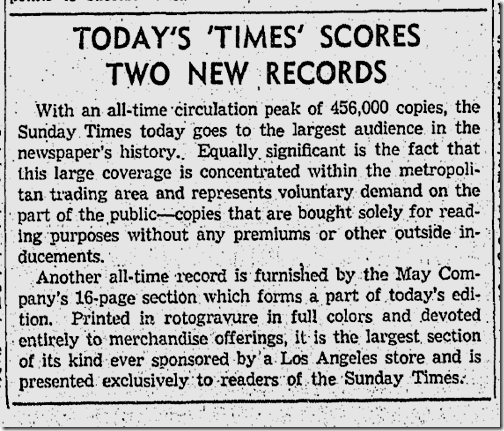 TODAY'S 'TIMES' SCORES
TWO NEW RECORDS
With an all-time circulation peak of 456,000 copies, the
Sunday Times today goes to the largest audience in the
newspaper's history. Equally significant is the fact that
this large coverage is concentrated within the metropoli-
tan trading area and represents voluntary demand on the
part of the public—copies that are bought solely for read-
ing purposes without any premiums or other outside in-
ducements.
Another all-time record is furnished by the May Com-
pany's 16-page section which forms a part of today's edi-
tion. Printed in rotogravure in full colors and devoted
entirely to merchandise offerings, it is the largest section
of its kind ever sponsored by a Los Angeles store and is
presented exclusively to readers of the Sunday Times.